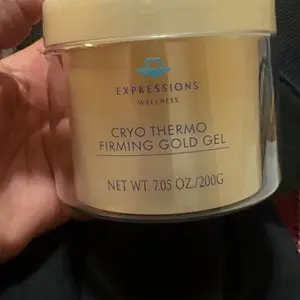 EXPRESSIONS
WELLNESS
CRYO THERMO
FIRMING GOLD GEL
NET WT. 7.05 OZ./200G